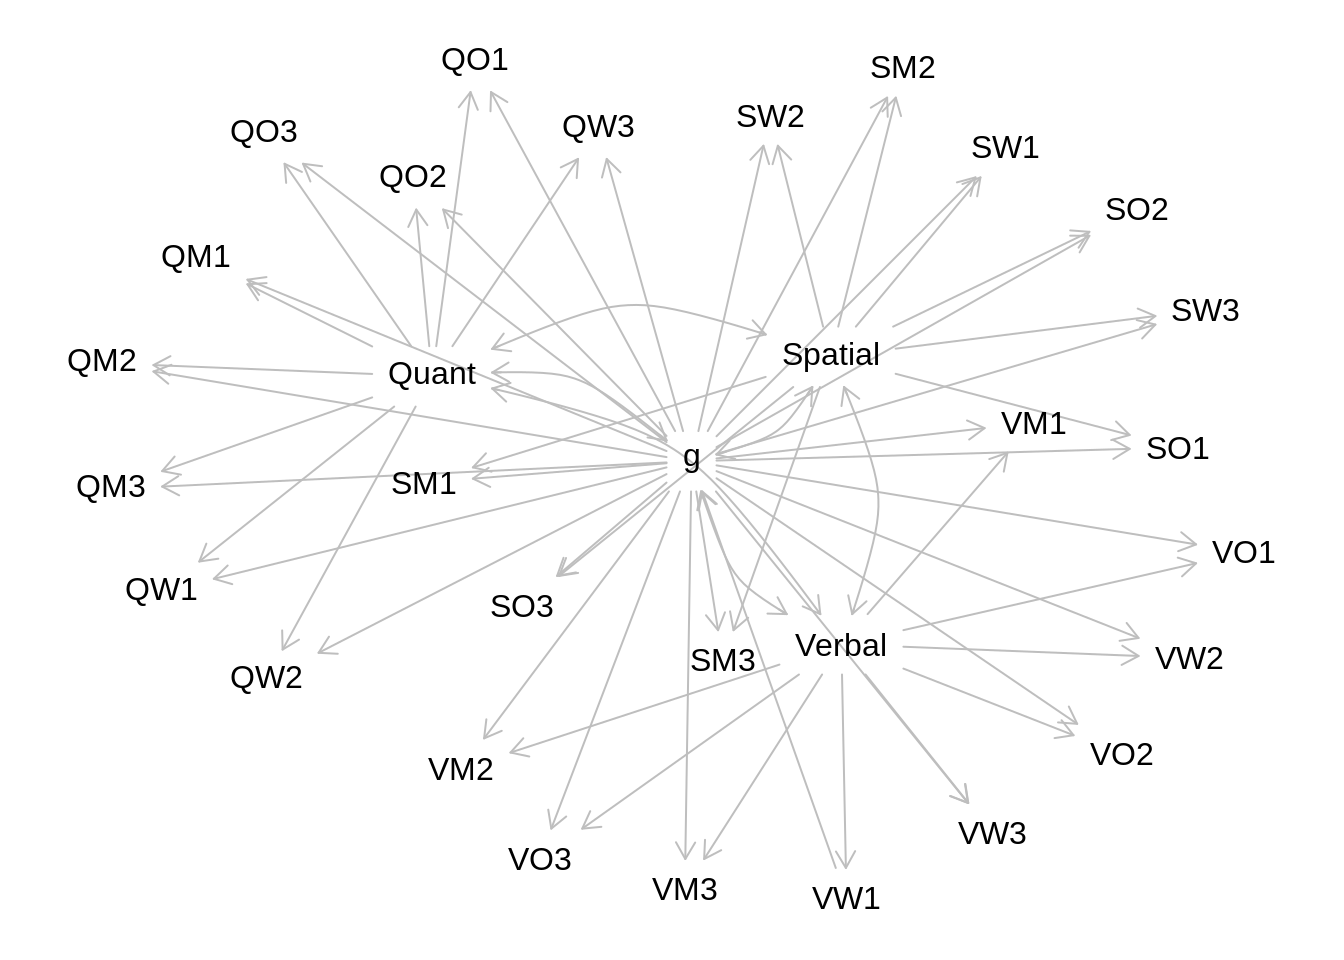 QO1
SM2
SW2
QW3
QO3
SW1
QO2
SO2
QM1
SW3
Spatial
QM2
Quant
VM1
SO1
g
SM1
QM3
VO1
QW1
SO3
Verbal
VW2
SM3
QW2
VO2
VM2
VW3
VO3
VM3
VW1